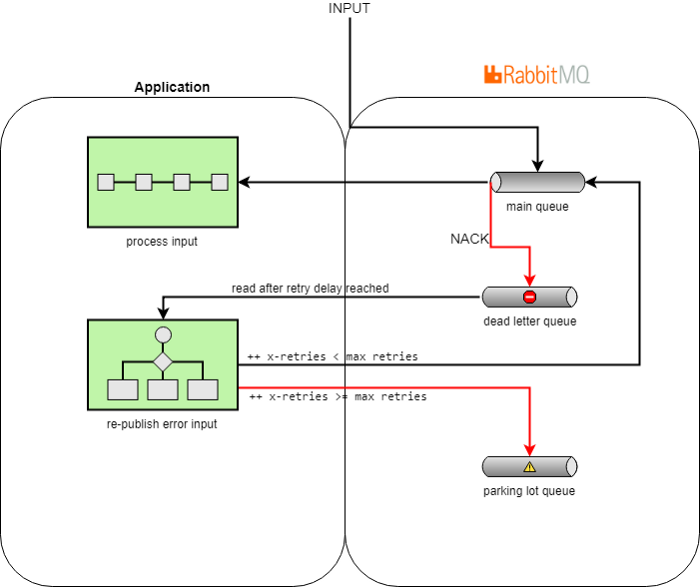 INPUT
RabbitMQ
Application
main queue
process input
NACK
read after retry delay reached
dead letter queue
++ x-retries < max retries
++ x-retries >= max retries
re-publish error input
parking lot queue